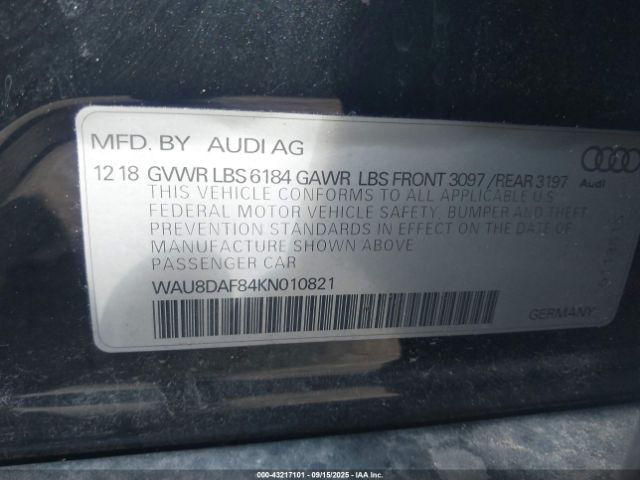 MFD. BY AUDI AG
12 18 GVWR LBS 6184 GAWR LBS FRONT 3097 /REAR 3197
Audi
THIS VEHICLE CONFORMS TO ALL APPLICABLE U.S
FEDERAL MOTOR VEHICLE SAFETY, BUMPER AND THEFT
PREVENTION STANDARDS IN EFFECT ON THE DATE OF
MANUFACTURE SHOWN ABOVE
PASSENGER CAR
WAU8DAF84KN010821
GERMANY
000-43217101 - 09/15/2025 - COPART